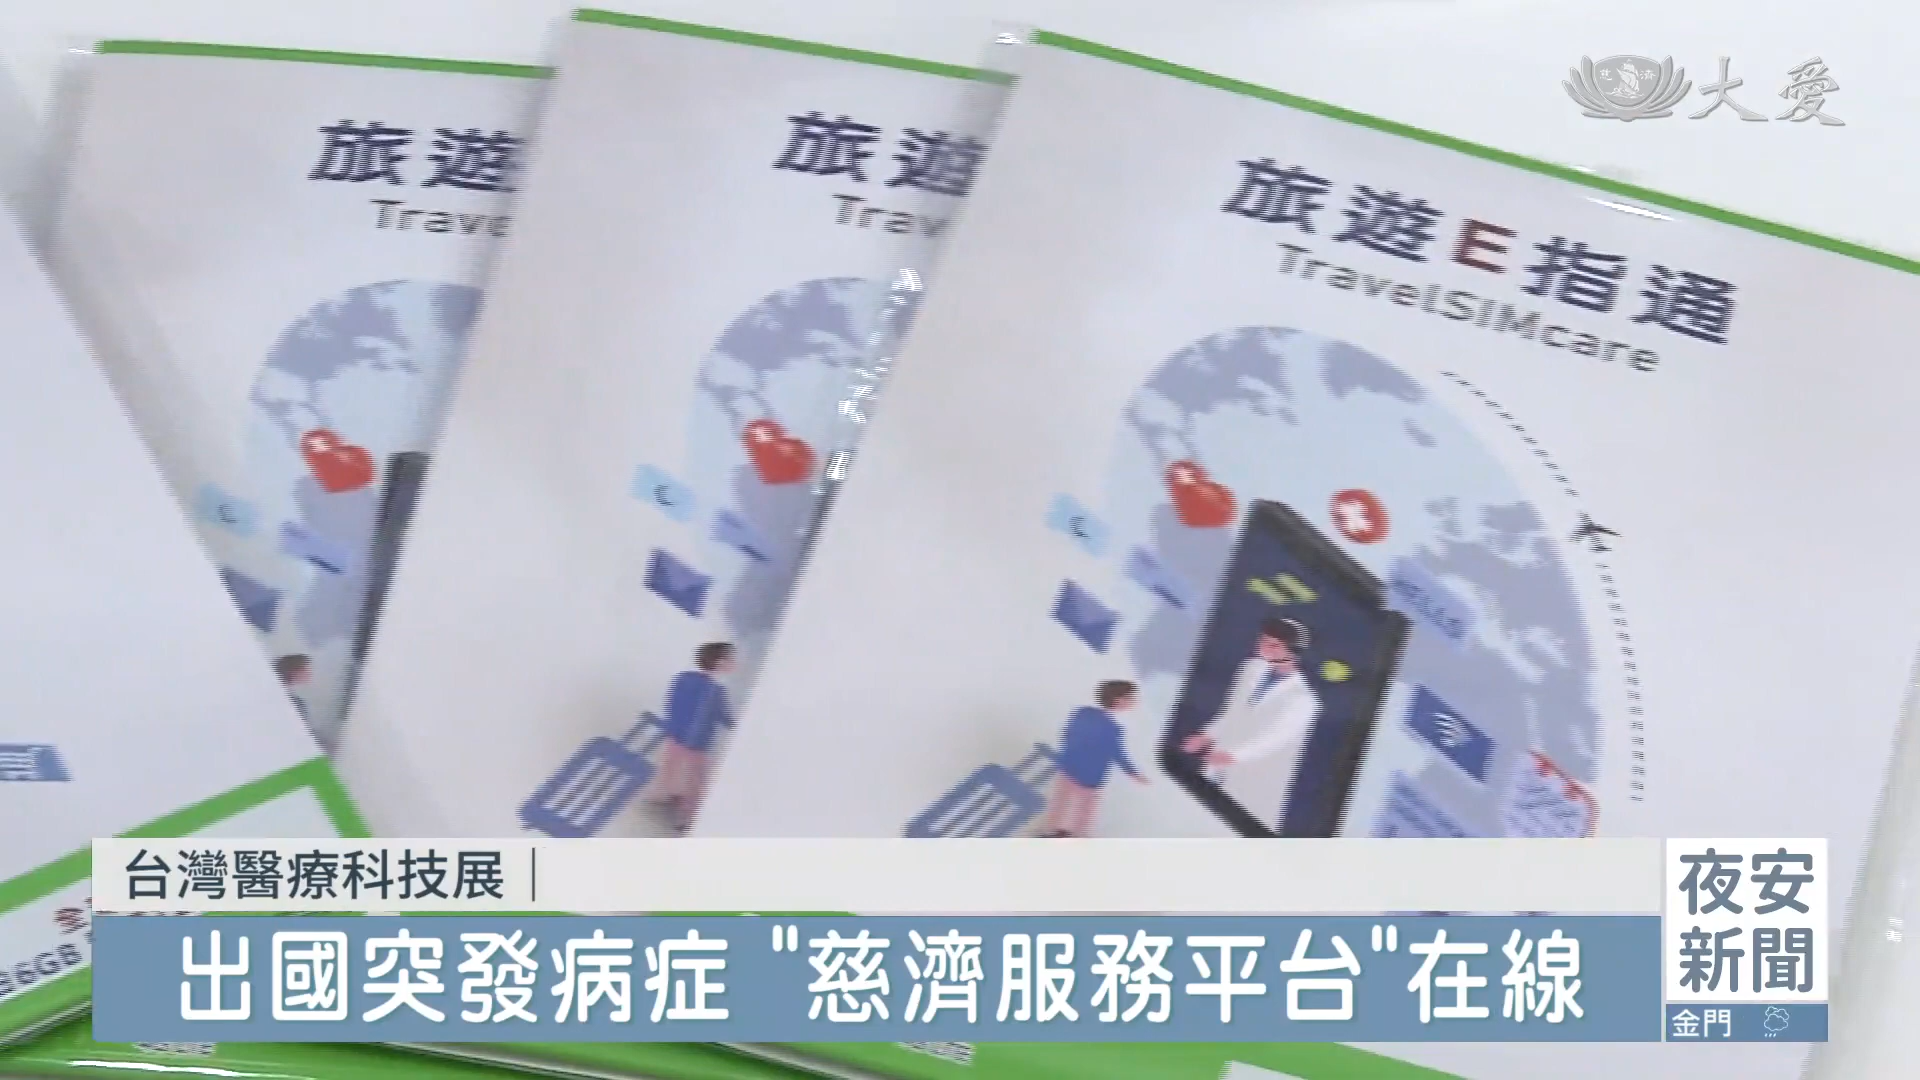 慈濟 大愛
旅遊
旅遊
旅遊E指通
TravelSIMcare
台灣醫療科技展
出國突發病症 "慈濟服務平台"在線
夜安
新聞
金門